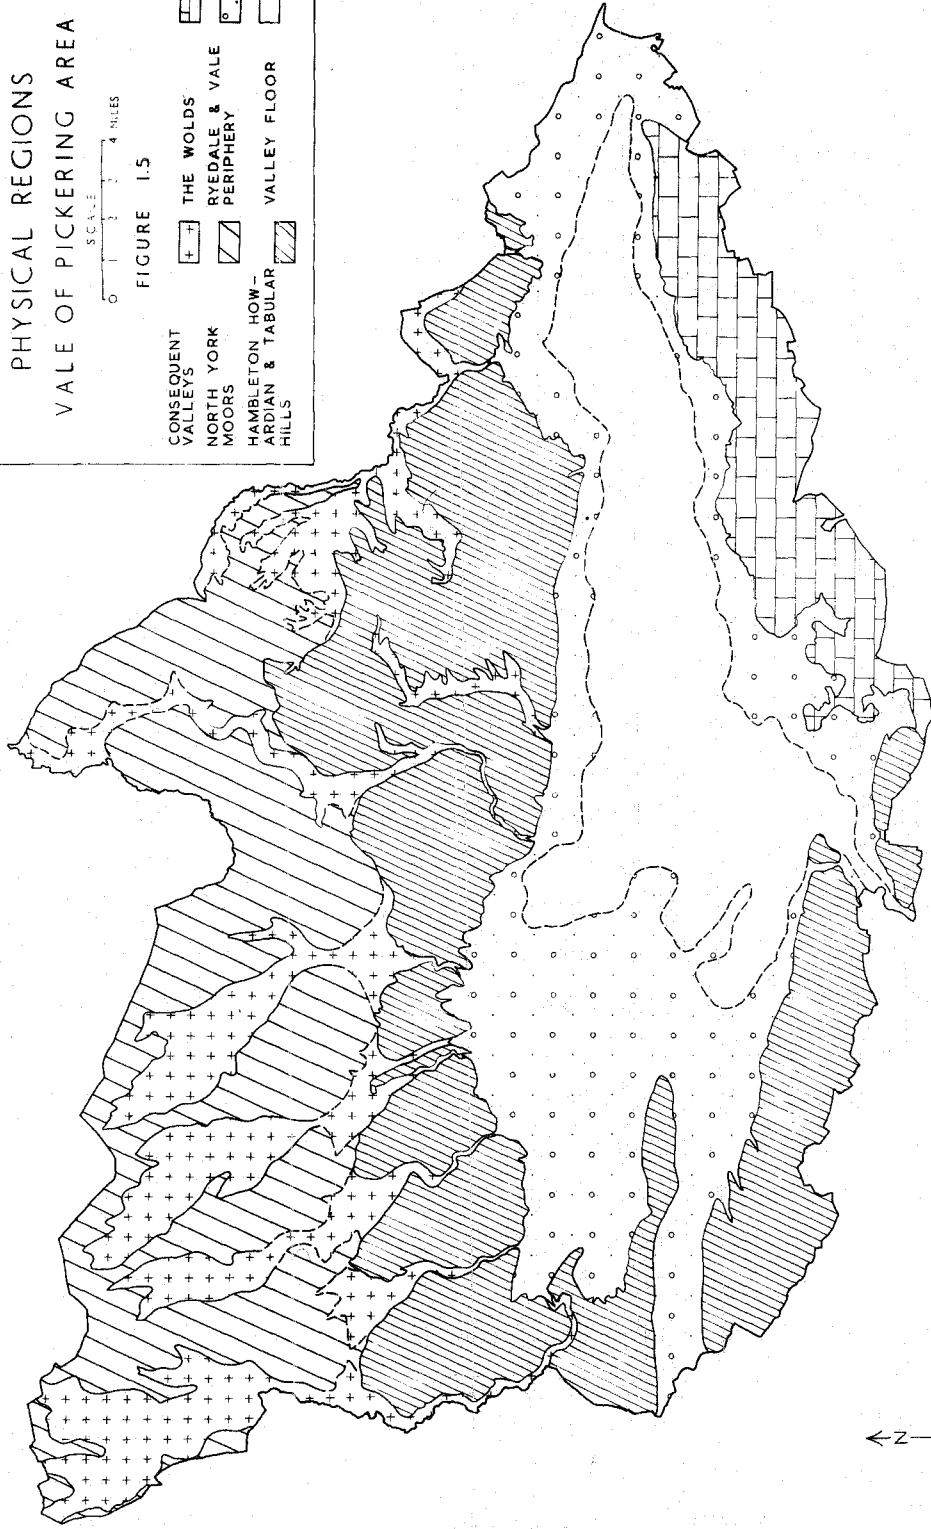 PHYSICAL REGIONS
VALE OF PICKERING AREA
SCALE
0 1 2 3 4 MILES
FIGURE 1.5
CONSEQUENT
VALLEYS
NORTH YORK
MOORS
HAMBLETON HOW-
ARDIAN & TABULAR
HILLS
THE WOLDS
RYEDALE & VALE
PERIPHERY
VALLEY FLOOR
N